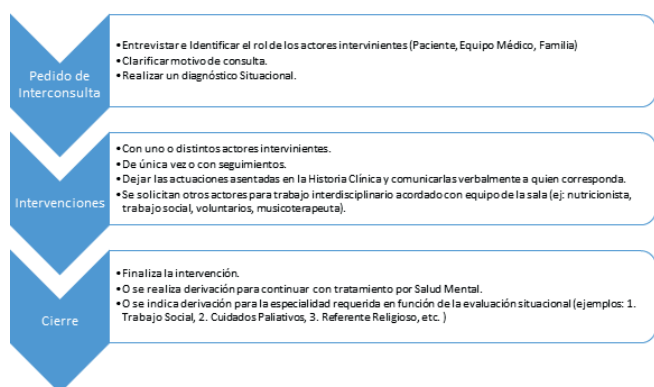 Pedido de
Interconsulta
•Entrevistar e Identificar el rol de los actores intervinientes (Paciente, Equipo Médico, Familia)
•Clarificar motivo de consulta.
•Realizar un diagnóstico Situacional.
Intervenciones
•Con uno o distintos actores intervinientes.
•De única vez o con seguimientos.
•Dejar las actuaciones asentadas en la Historia Clínica y comunicarlas verbalmente a quien corresponda.
•Se solicitan otros actores para trabajo interdisciplinario acordado con equipo de la sala (ej: nutricionista,
trabajo social, voluntarios, musicoterapeuta).
Cierre
•Finaliza la intervención.
•O se realiza derivación para continuar con tratamiento por Salud Mental.
•O se indica derivación para la especialidad requerida en función de la evaluación situacional (ejemplos: 1.
Trabajo Social, 2. Cuidados Paliativos, 3. Referente Religioso, etc. )